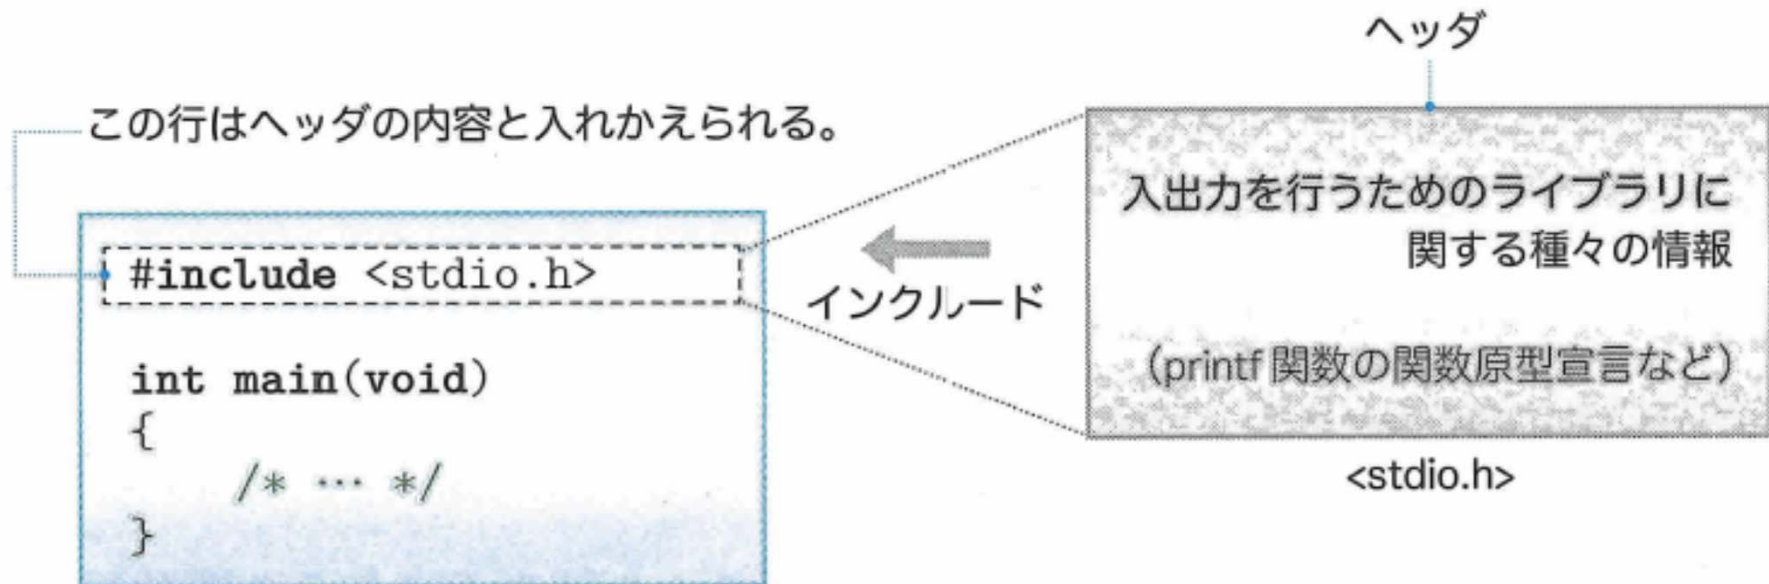 ヘッダ
この行はヘッダの内容と入れかえられる。
#include <stdio.h>
int main(void)
{
/* … */
}
インクルード
入出力を行うためのライブラリに
関する種々の情報
(printf 関数の関数原型宣言など)
<stdio.h>